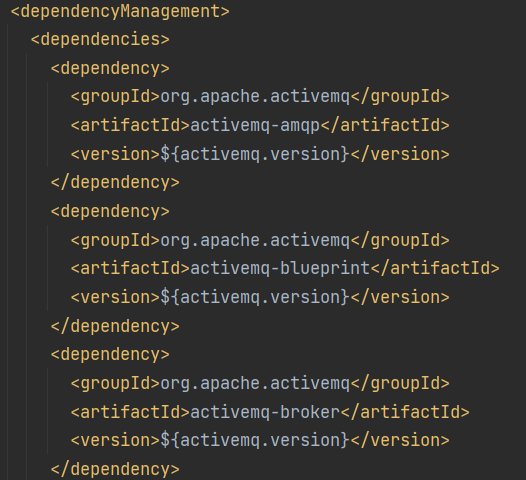 <dependencyManagement>
<dependencies>
<dependency>
<groupId>org.apache.activemq</groupId>
<artifactId>activemq-amqp</artifactId>
<version>${activemq.version}</version>
</dependency>
<dependency>
<groupId>org.apache.activemq</groupId>
<artifactId>activemq-blueprint</artifactId>
<version>${activemq.version}</version>
</dependency>
<dependency>
<groupId>org.apache.activemq</groupId>
<artifactId>activemq-broker</artifactId>
<version>${activemq.version}</version>
</dependency>